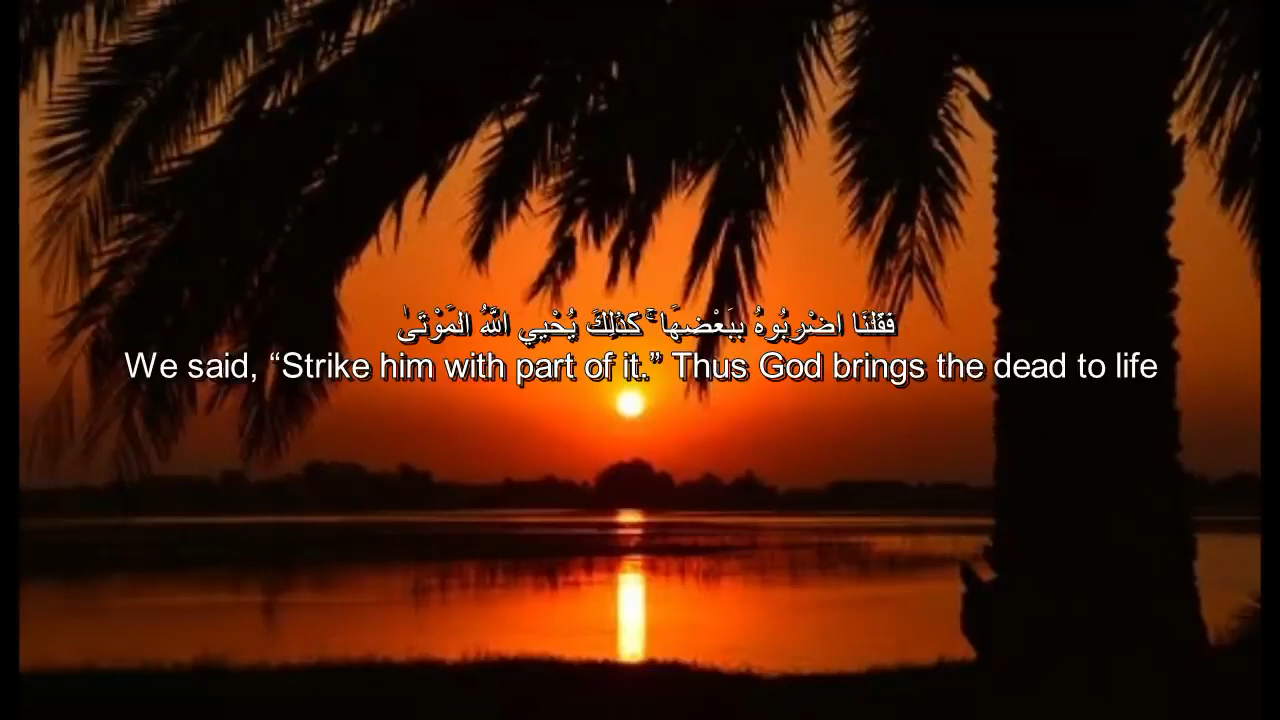 فَقُلْنَا اضْرِبُوهُ بِبَعْضِهَا ۚ كَذَٰلِكَ يُحْيِي اللَّهُ الْمَوْتَىٰ
We said, “Strike him with part of it.” Thus God brings the dead to life